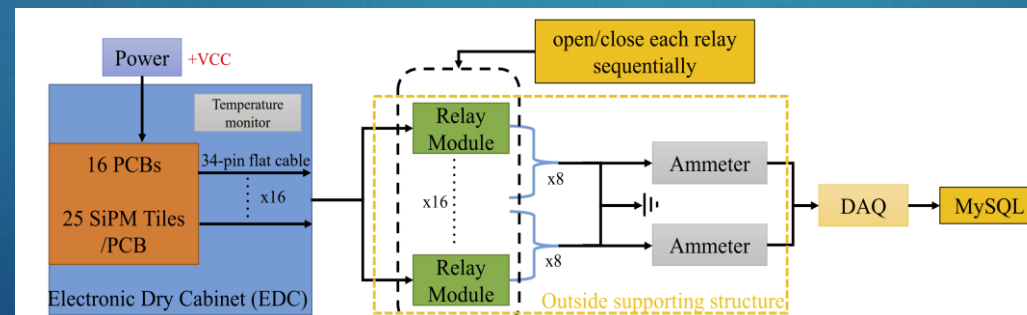 Power
+VCC
open/close each relay
sequentially
Temperature
monitor
Relay
Module
16 PCBs
34-pin flat cable
Ammeter
x8
x16
x16
DAQ
MySQL
25 SiPM Tiles
/PCB
Ammeter
x8
Relay
Module
Electronic Dry Cabinet (EDC)
Outside supporting structure